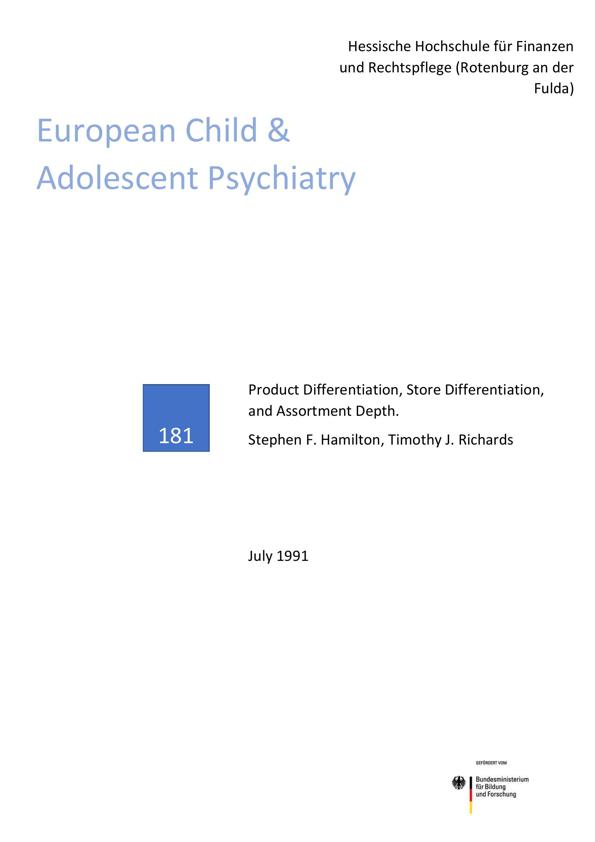 Hessische Hochschule für Finanzen
und Rechtspflege (Rotenburg an der
Fulda)
European Child &
Adolescent Psychiatry
Product Differentiation, Store Differentiation,
and Assortment Depth.
181
Stephen F. Hamilton, Timothy J. Richards
July 1991
GEFÖRDERT VOM
Bundesministerium
für Bildung
und Forschung